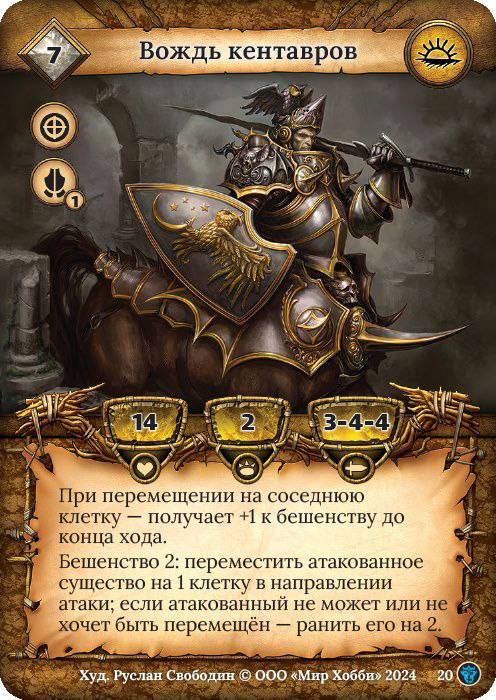 7
Вождь кентавров
1
14
2
3-4-4
При перемещении на соседнюю
клетку — получает +1 к бешенству до
конца хода.
Бешенство 2: переместить атакованное
существо на 1 клетку в направлении
атаки; если атакованный не может или не
хочет быть перемещён — ранить его на 2.
Худ. Руслан Свободин © ООО «Мир Хобби» 2024
20